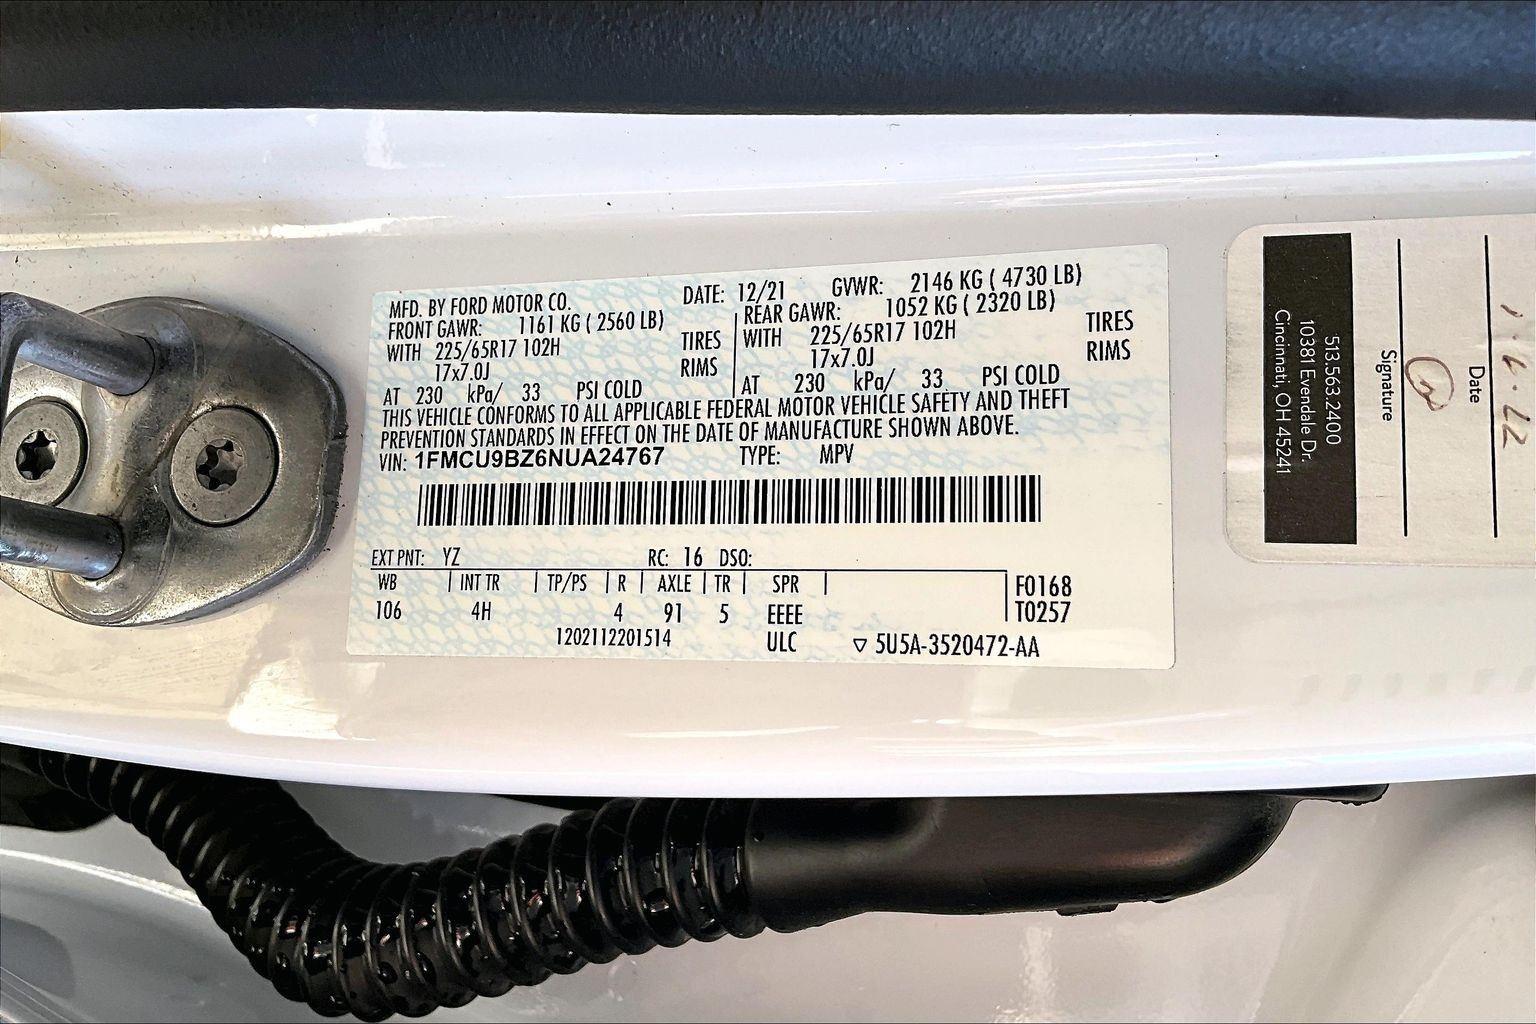 MFD. BY FORD MOTOR CO. DATE: 12/21 GVWR: 2146 KG ( 4730 LB)
FRONT GAWR: 1161 KG ( 2560 LB) REAR GAWR: 1052 KG ( 2320 LB)
WITH 225/65R17 102H TIRES WITH 225/65R17 102H TIRES
17x7.0J RIMS 17x7.0J RIMS
AT 230 kPa/ 33 PSI COLD AT 230 kPa/ 33 PSI COLD
THIS VEHICLE CONFORMS TO ALL APPLICABLE FEDERAL MOTOR VEHICLE SAFETY AND THEFT
PREVENTION STANDARDS IN EFFECT ON THE DATE OF MANUFACTURE SHOWN ABOVE.
VIN: 1FMCU9BZ6NUA24767 TYPE: MPV
EXT PNT: YZ RC: 16 DSO:
WB INT TR TP/PS R AXLE TR SPR F0168
106 4H 4 91 5 EEEE T0257
1202112201514 ULC ▽ 5U5A-3520472-AA
Date
Signature
513.563.2400
10381 Evendale Dr.
Cincinnati, OH 45241